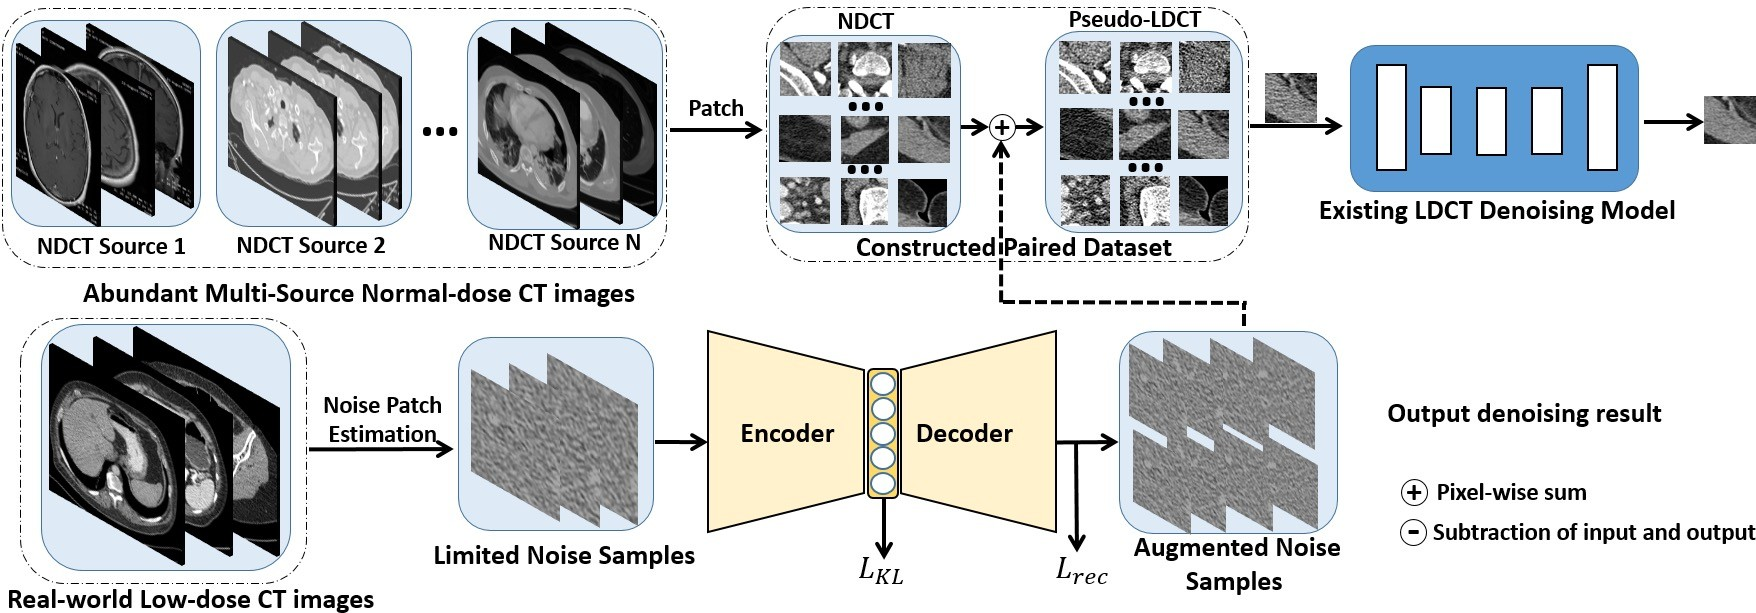 NDCT
Pseudo-LDCT
Patch
NDCT Source 1
NDCT Source 2
NDCT Source N
Constructed Paired Dataset
Existing LDCT Denoising Model
Abundant Multi-Source Normal-dose CT images
Noise Patch
Estimation
Encoder
Decoder
Output denoising result
+ Pixel-wise sum
- Subtraction of input and output
Limited Noise Samples
L_KL
L_rec
Augmented Noise
Samples
Real-world Low-dose CT images